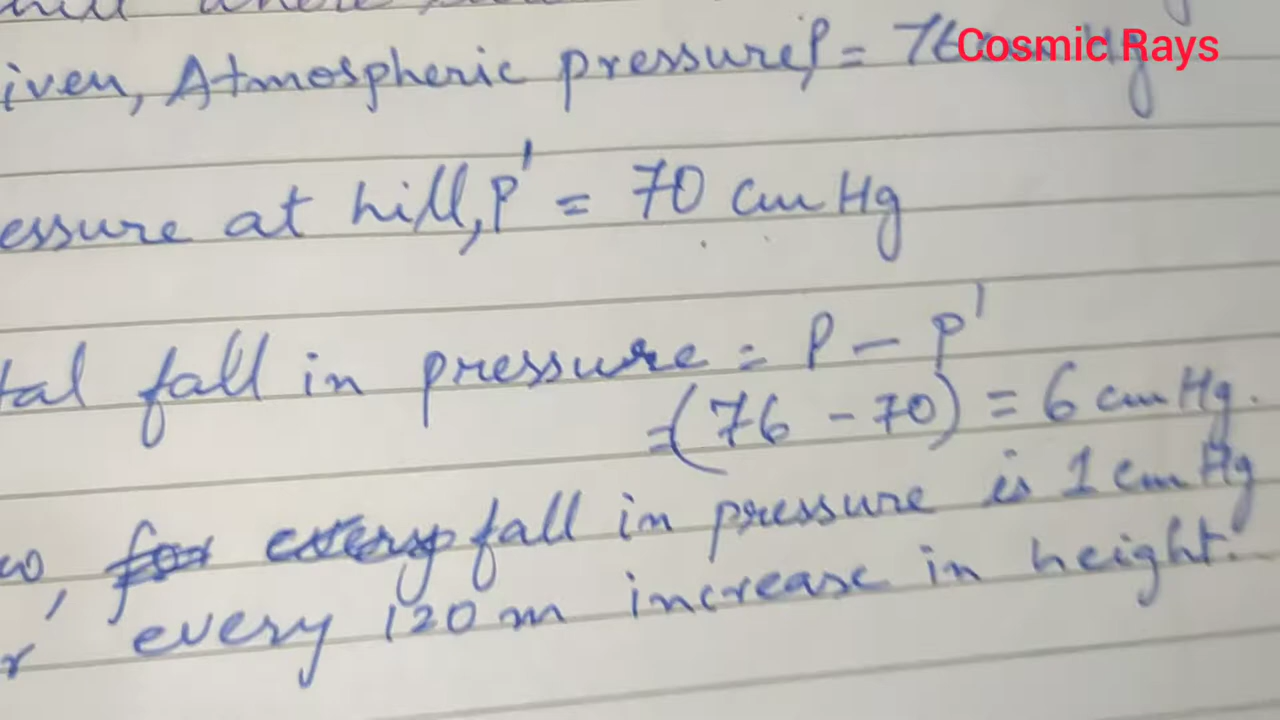 iven, Atmospheric pressure, P = 76 Hg
Cosmic Rays
essure at hill, P' = 70 cm Hg
tal fall in pressure = P - P'
=(76 - 70) = 6 cm Hg.
w, for every fall in pressure is 1 cm Hg
r every 120 m increase in height.